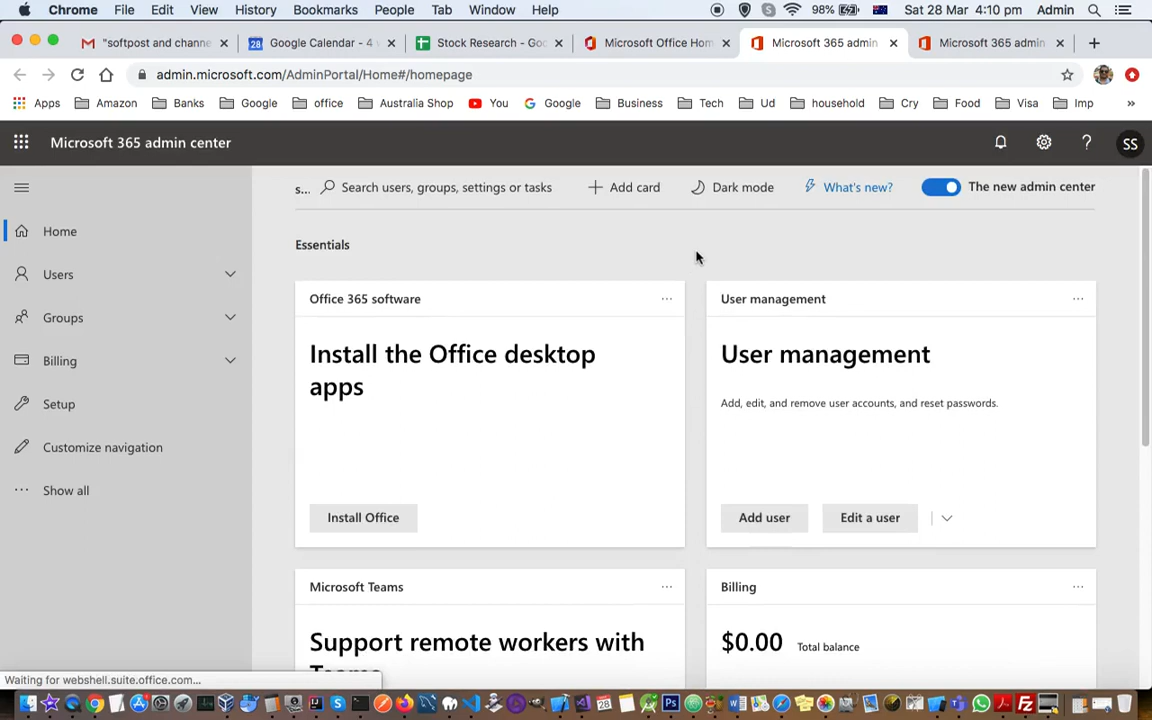 Chrome File Edit View History Bookmarks People Tab Window Help 98% Sat 28 Mar 4:10 pm Admin
"softpost and channe Google Calendar - 4 Stock Research - Goo Microsoft Office Home Microsoft 365 admin Microsoft 365 admin
admin.microsoft.com/AdminPortal/Home#/homepage
Apps Amazon Banks Google office Australia Shop You Google Business Tech Ud household Cry Food Visa Imp »
Microsoft 365 admin center ? SS
s... Search users, groups, settings or tasks Add card Dark mode What's new? The new admin center
Home
Users
Groups
Billing
Setup
Customize navigation
Show all
Essentials
Office 365 software
Install the Office desktop
apps
Install Office
User management
User management
Add, edit, and remove user accounts, and reset passwords.
Add user Edit a user
Microsoft Teams
Support remote workers with
Teams
Billing
$0.00 Total balance
Waiting for webshell.suite.office.com...